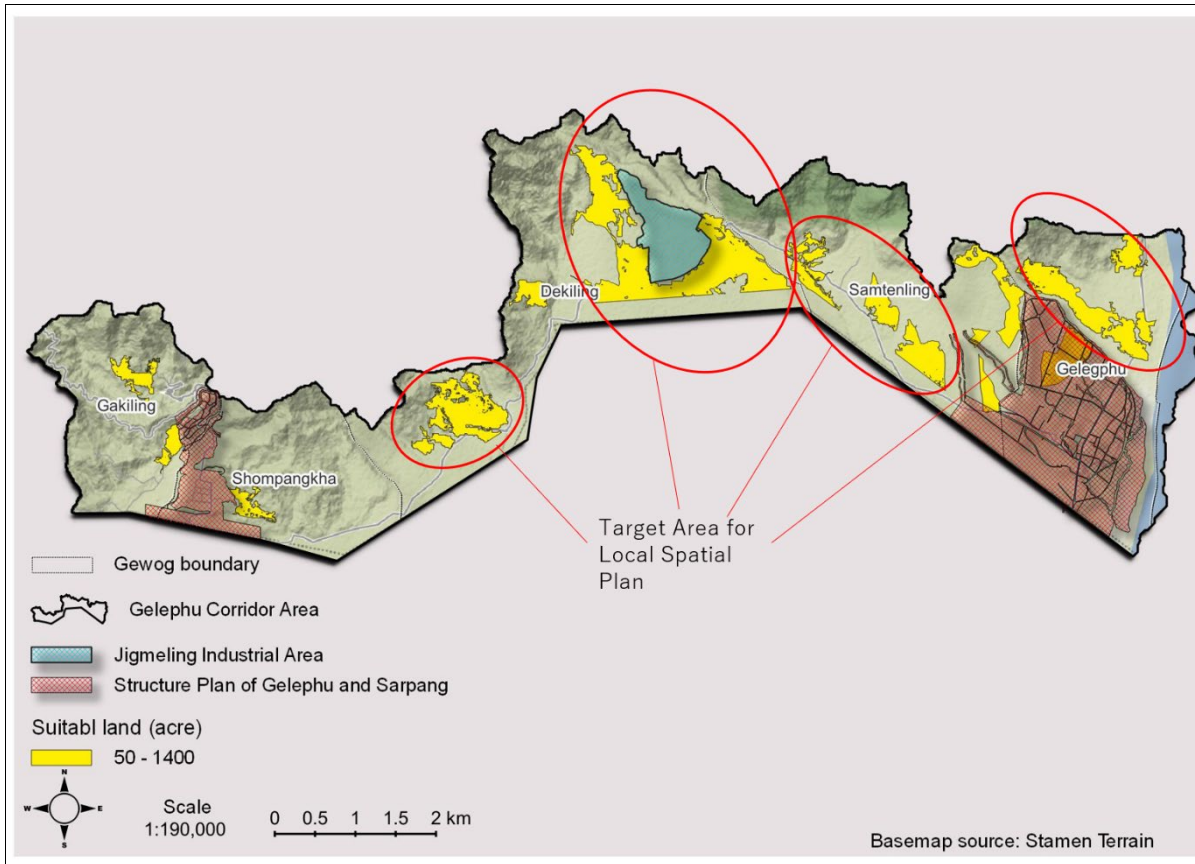 Dekiling
Samtenling
Gelegphu
Gakiling
Shompangkha
Target Area for
Local Spatial
Plan
Gewog boundary
Gelephu Corridor Area
Jigmeling Industrial Area
Structure Plan of Gelephu and Sarpang
Suitabl land (acre)
50 - 1400
N
W E
S
Scale
1:190,000
0 0.5 1 1.5 2 km
Basemap source: Stamen Terrain